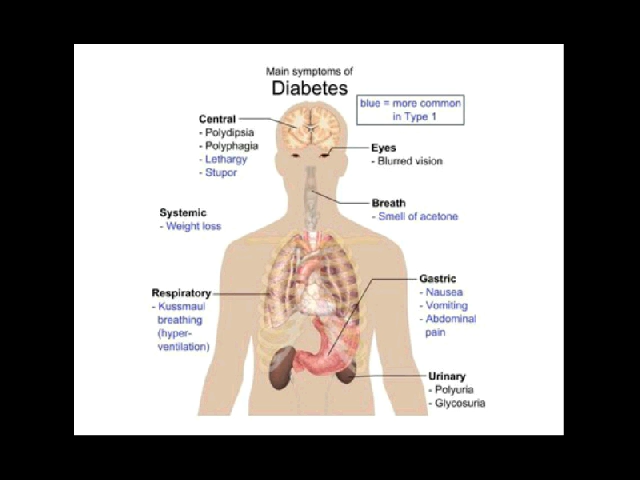 Main symptoms of
Diabetes
blue = more common
in Type 1
Central
- Polydipsia
- Polyphagia
- Lethargy
- Stupor
Eyes
- Blurred vision
Breath
- Smell of acetone
Systemic
- Weight loss
Respiratory
- Kussmaul
breathing
(hyper-
ventilation)
Gastric
- Nausea
- Vomiting
- Abdominal
pain
Urinary
- Polyuria
- Glycosuria